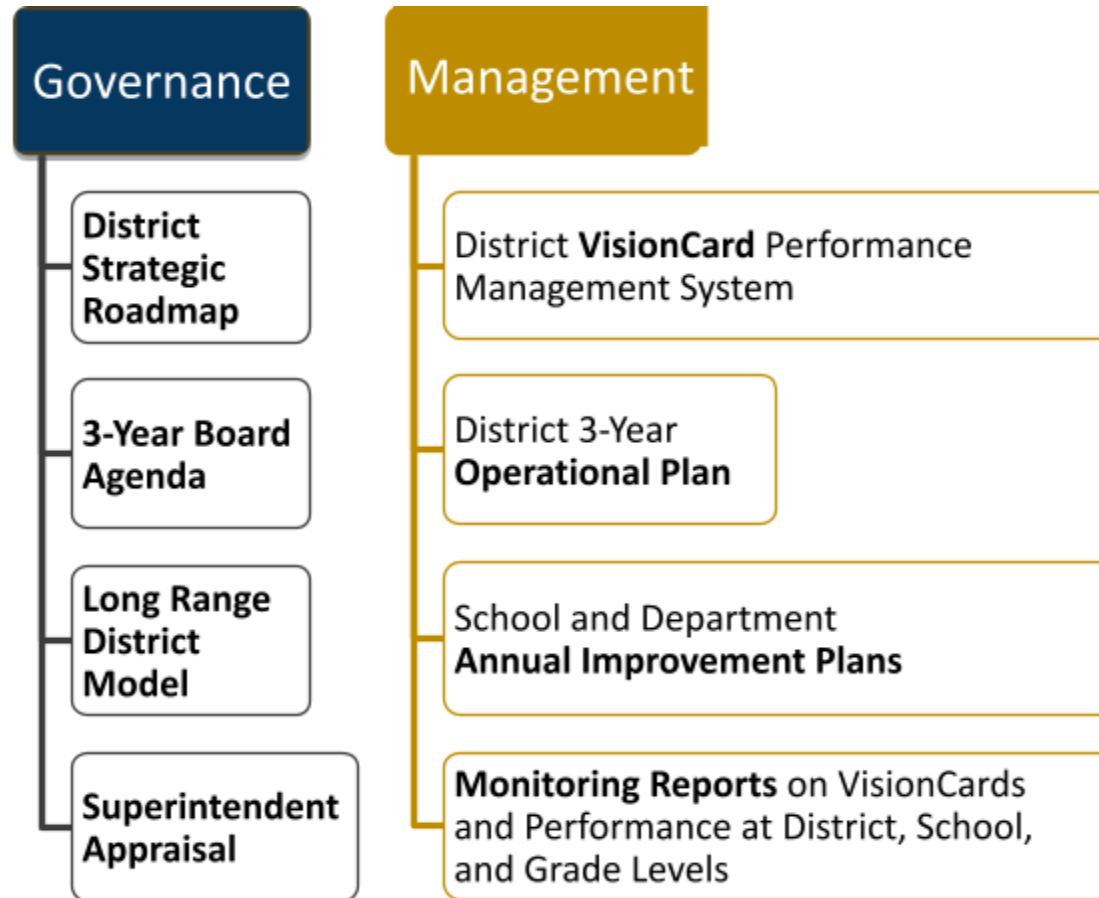 Governance
District
Strategic
Roadmap
3-Year Board
Agenda
Long Range
District
Model
Superintendent
Appraisal
Management
District VisionCard Performance
Management System
District 3-Year
Operational Plan
School and Department
Annual Improvement Plans
Monitoring Reports on VisionCards
and Performance at District, School,
and Grade Levels